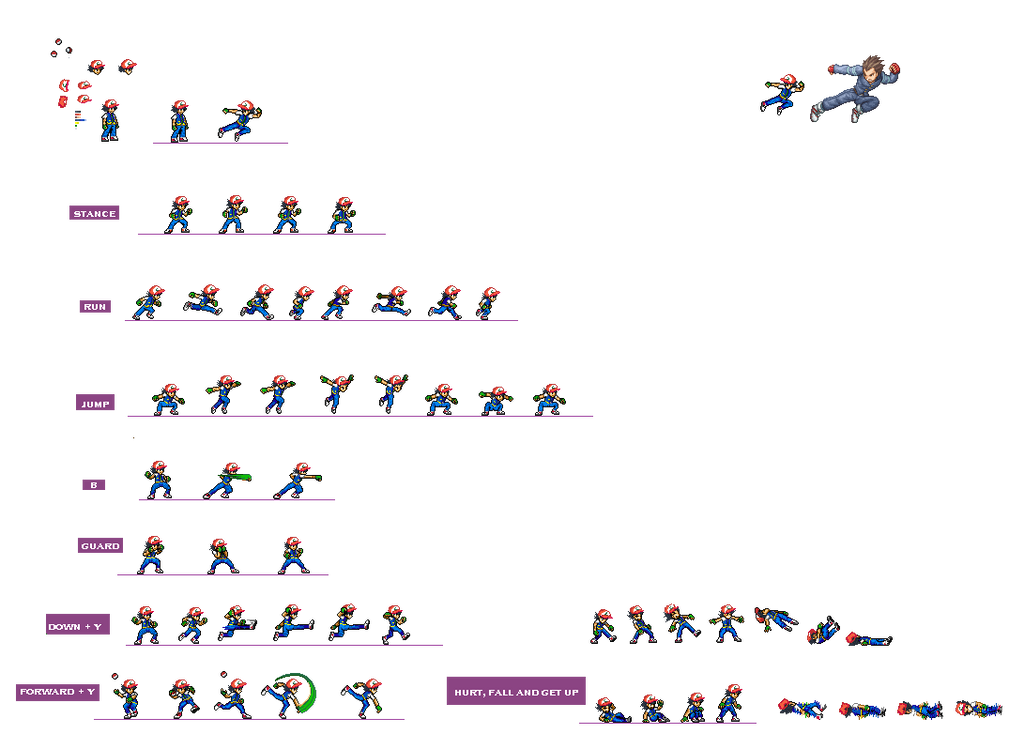 STANCE
RUN
JUMP
B
GUARD
DOWN + Y
FORWARD + Y
HURT, FALL AND GET UP